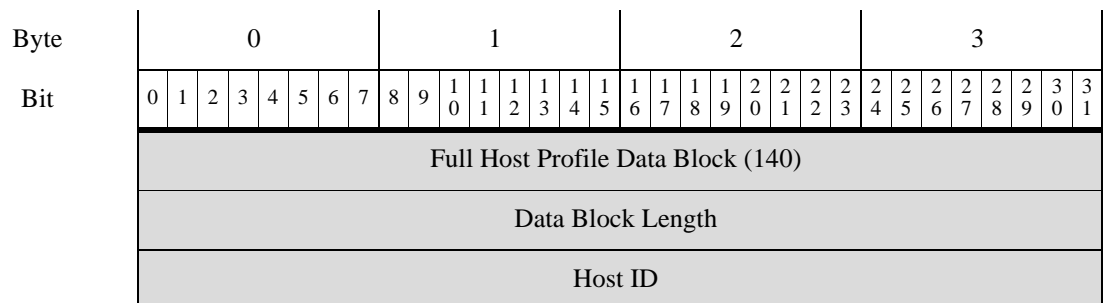 Byte 0 1 2 3
Bit 0 1 2 3 4 5 6 7 8 9 10 11 12 13 14 15 16 17 18 19 20 21 22 23 24 25 26 27 28 29 30 31
Full Host Profile Data Block (140)
Data Block Length
Host ID